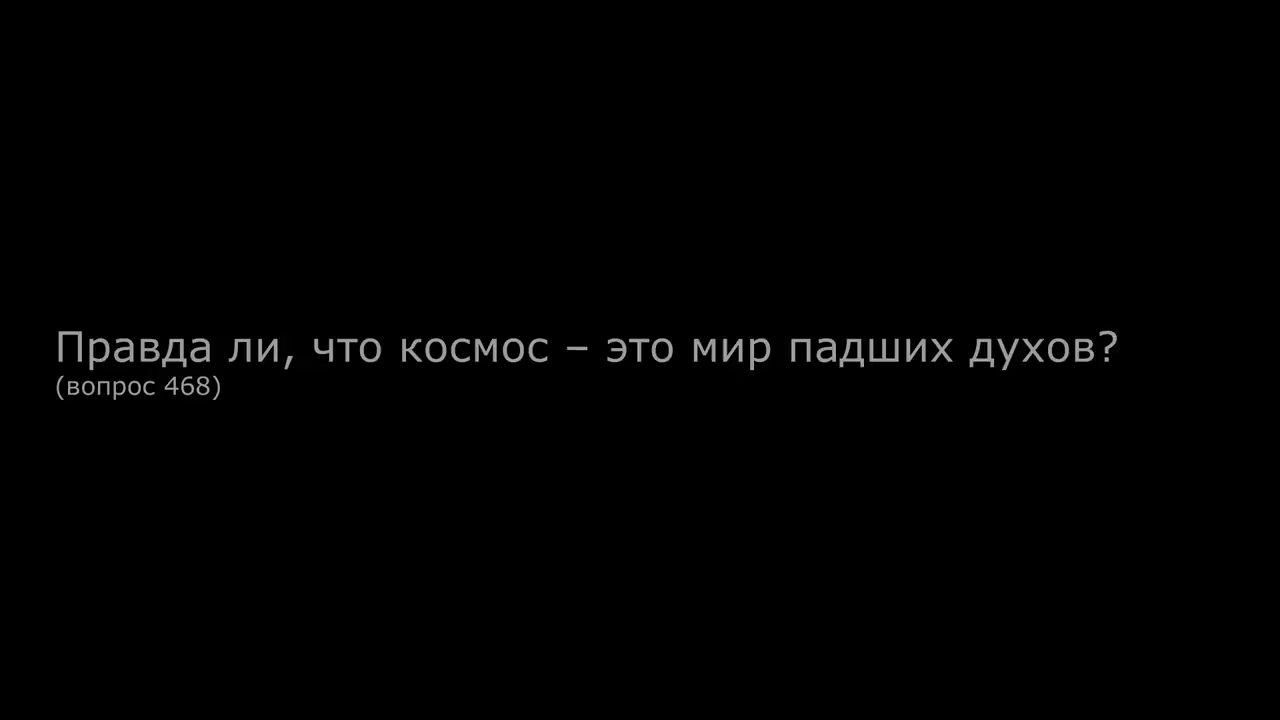 Правда ли, что космос – это мир падших духов?
(вопрос 468)